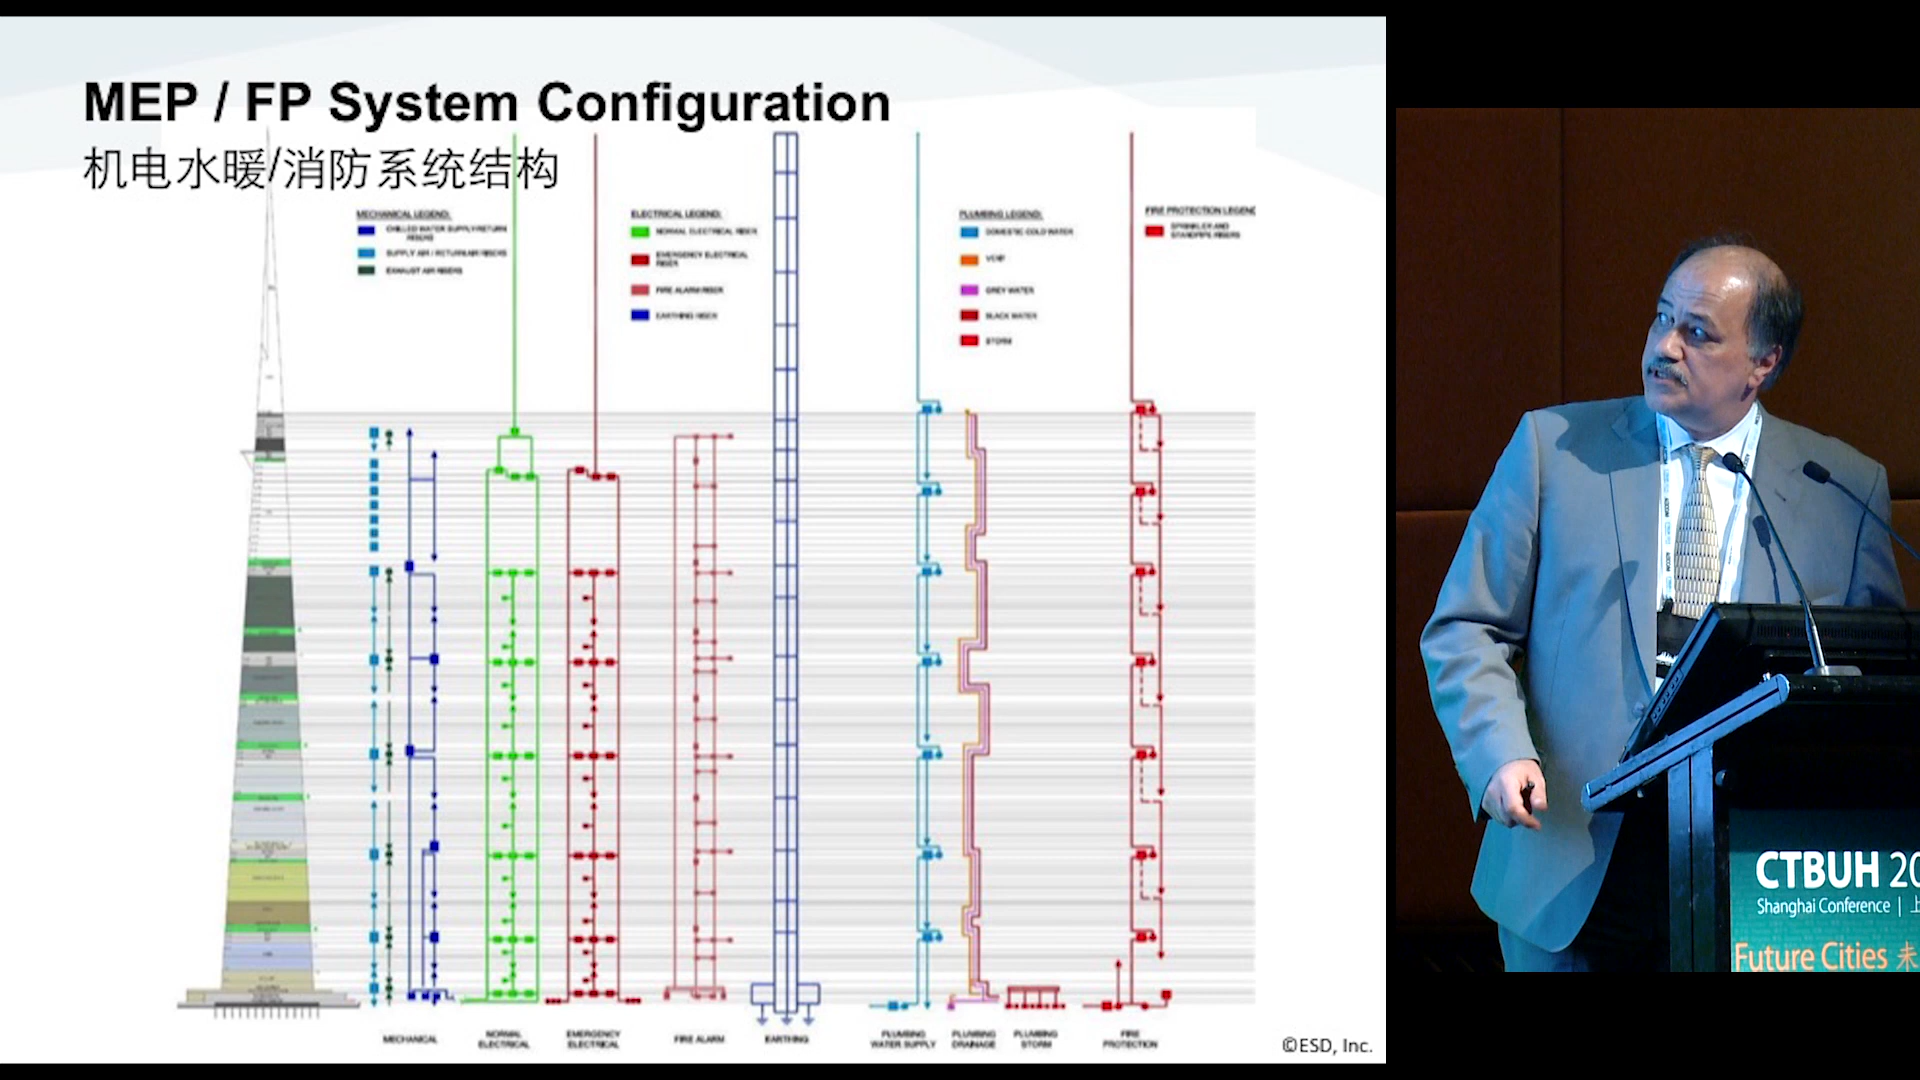 MEP / FP System Configuration
机电水暖/消防系统结构
MECHANICAL LEGEND:
CHILLED WATER SUPPLY/RETURN
RISERS
SUPPLY AIR / RETURN AIR RISERS
EXHAUST AIR RISERS
ELECTRICAL LEGEND:
NORMAL ELECTRICAL RISER
EMERGENCY ELECTRICAL
RISER
FIRE ALARM RISER
EARTHING RISER
PLUMBING LEGEND:
DOMESTIC COLD WATER
VENT
GREY WATER
BLACK WATER
STORM
FIRE PROTECTION LEGEND
SPRINKLER AND
STANDPIPE RISERS
MECHANICAL
NORMAL
ELECTRICAL
EMERGENCY
ELECTRICAL
FIRE ALARM
EARTHING
PLUMBING
WATER SUPPLY
PLUMBING
DRAINAGE
PLUMBING
STORM
FIRE
PROTECTION
©ESD, Inc.
CTBUH 20
Shanghai Conference | 上
Future Cities 未